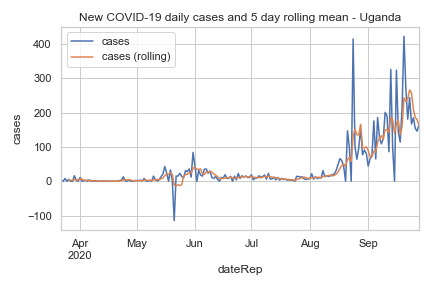 New COVID-19 daily cases and 5 day rolling mean - Uganda
cases
cases (rolling)
400
300
200
100
0
−100
cases
Apr
2020
May
Jun
Jul
Aug
Sep
dateRep